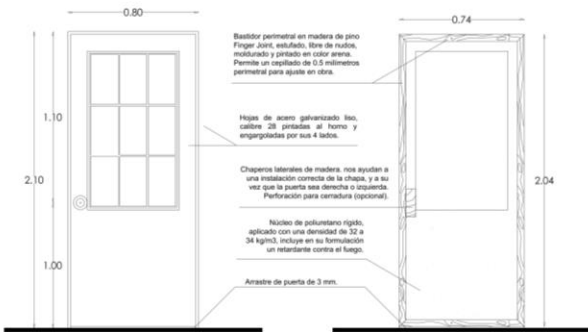 0.80
0.74
Bastidor perimetral en madera de pino
Finger Joint, estufado, libre de nudos,
moldurado y pintado en color arena.
Permite un cepillado de 0.5 milímetros
perimetral para ajuste en obra.
1.10
Hojas de acero galvanizado liso,
calibre 28 pintadas al horno y
engargoladas por sus 4 lados.
Chaperos laterales de madera. nos ayudan a
una instalación correcta de la chapa, y a su
vez que la puerta sea derecha o izquierda.
Perforación para cerradura (opcional).
2.10
2.04
Núcleo de poliuretano rígido,
aplicado con una densidad de 32 a
34 kg/m3, incluye en su formulación
un retardante contra el fuego.
1.00
Arrastre de puerta de 3 mm.